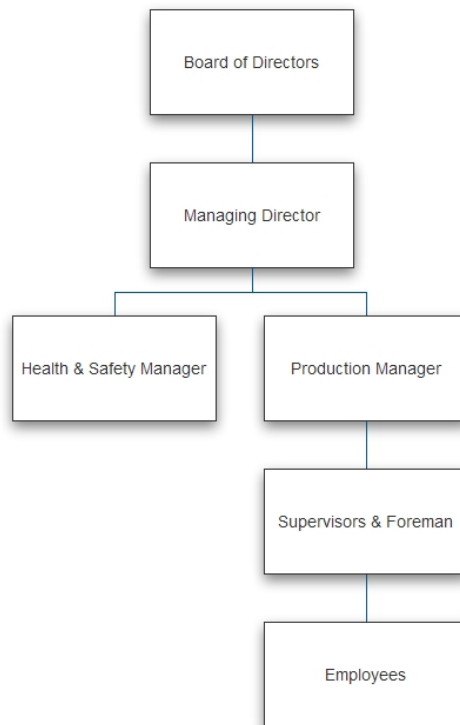 Board of Directors
Managing Director
Health & Safety Manager
Production Manager
Supervisors & Foreman
Employees